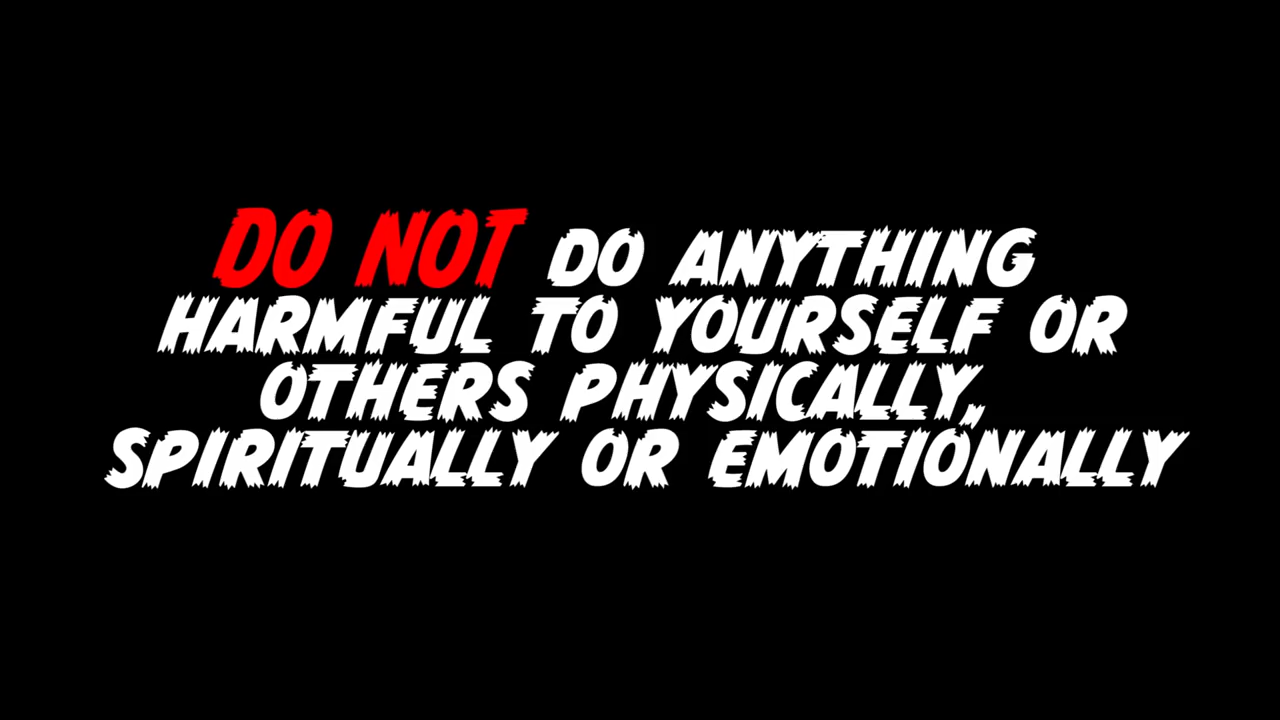 DO NOT DO ANYTHING
HARMFUL TO YOURSELF OR
OTHERS PHYSICALLY,
SPIRITUALLY OR EMOTIONALLY